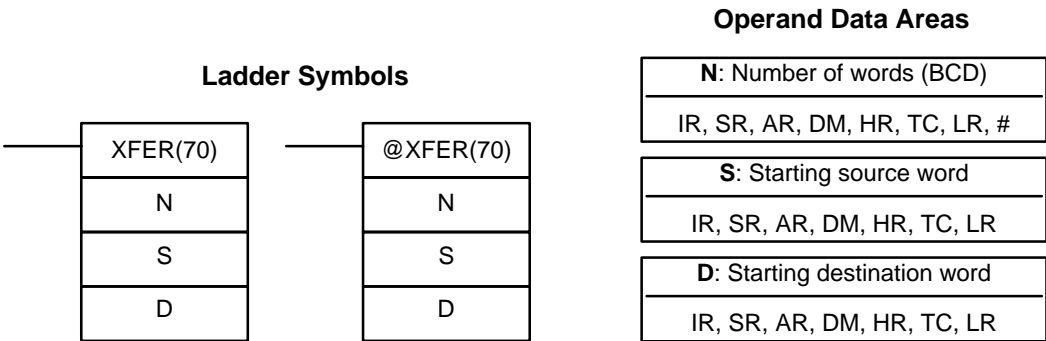 Ladder Symbols
XFER(70)
N
S
D
@XFER(70)
N
S
D
Operand Data Areas
N: Number of words (BCD)
IR, SR, AR, DM, HR, TC, LR, #
S: Starting source word
IR, SR, AR, DM, HR, TC, LR
D: Starting destination word
IR, SR, AR, DM, HR, TC, LR